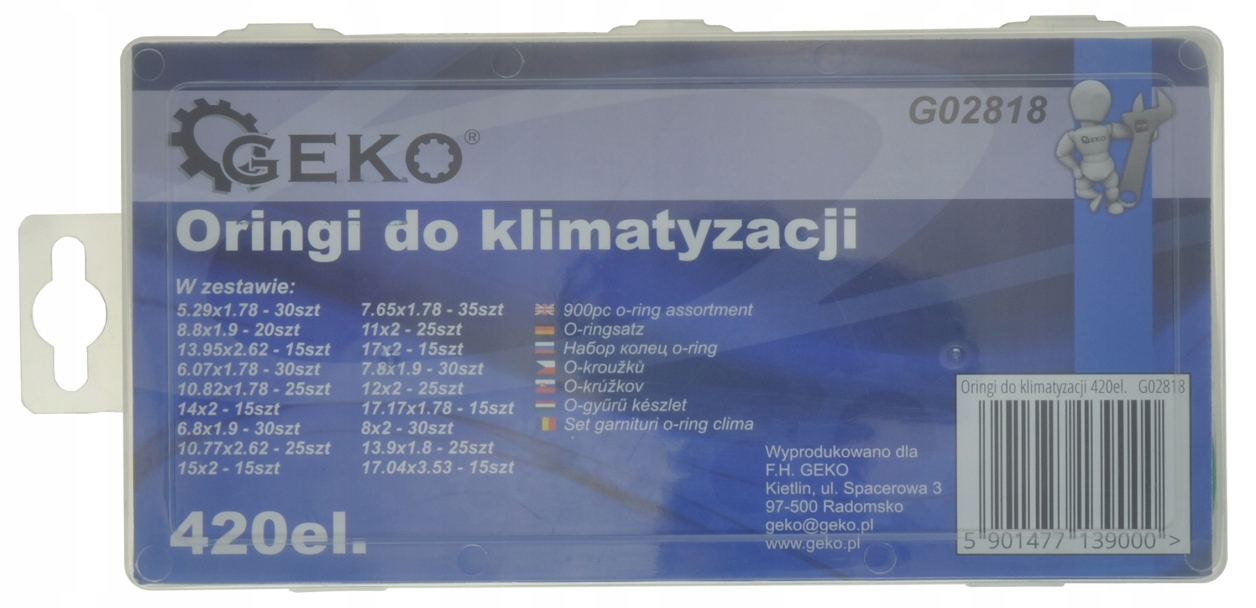 G02818
GEKO®
GEKO
Oringi do klimatyzacji
W zestawie:
5.29x1.78 - 30szt
8.8x1.9 - 20szt
13.95x2.62 - 15szt
6.07x1.78 - 30szt
10.82x1.78 - 25szt
14x2 - 15szt
6.8x1.9 - 30szt
10.77x2.62 - 25szt
15x2 - 15szt
7.65x1.78 - 35szt
11x2 - 25szt
17x2 - 15szt
7.8x1.9 - 30szt
12x2 - 25szt
17.17x1.78 - 15szt
8x2 - 30szt
13.9x1.8 - 25szt
17.04x3.53 - 15szt
900pc o-ring assortment
O-ringsatz
Набор колец o-ring
O-kroužků
O-krúžkov
O-gyűrű készlet
Set garnituri o-ring clima
420el.
Wyprodukowano dla
F.H. GEKO
Kietlin, ul. Spacerowa 3
97-500 Radomsko
geko@geko.pl
www.geko.pl
Oringi do klimatyzacji 420el. G02818
5 901477 139000 >